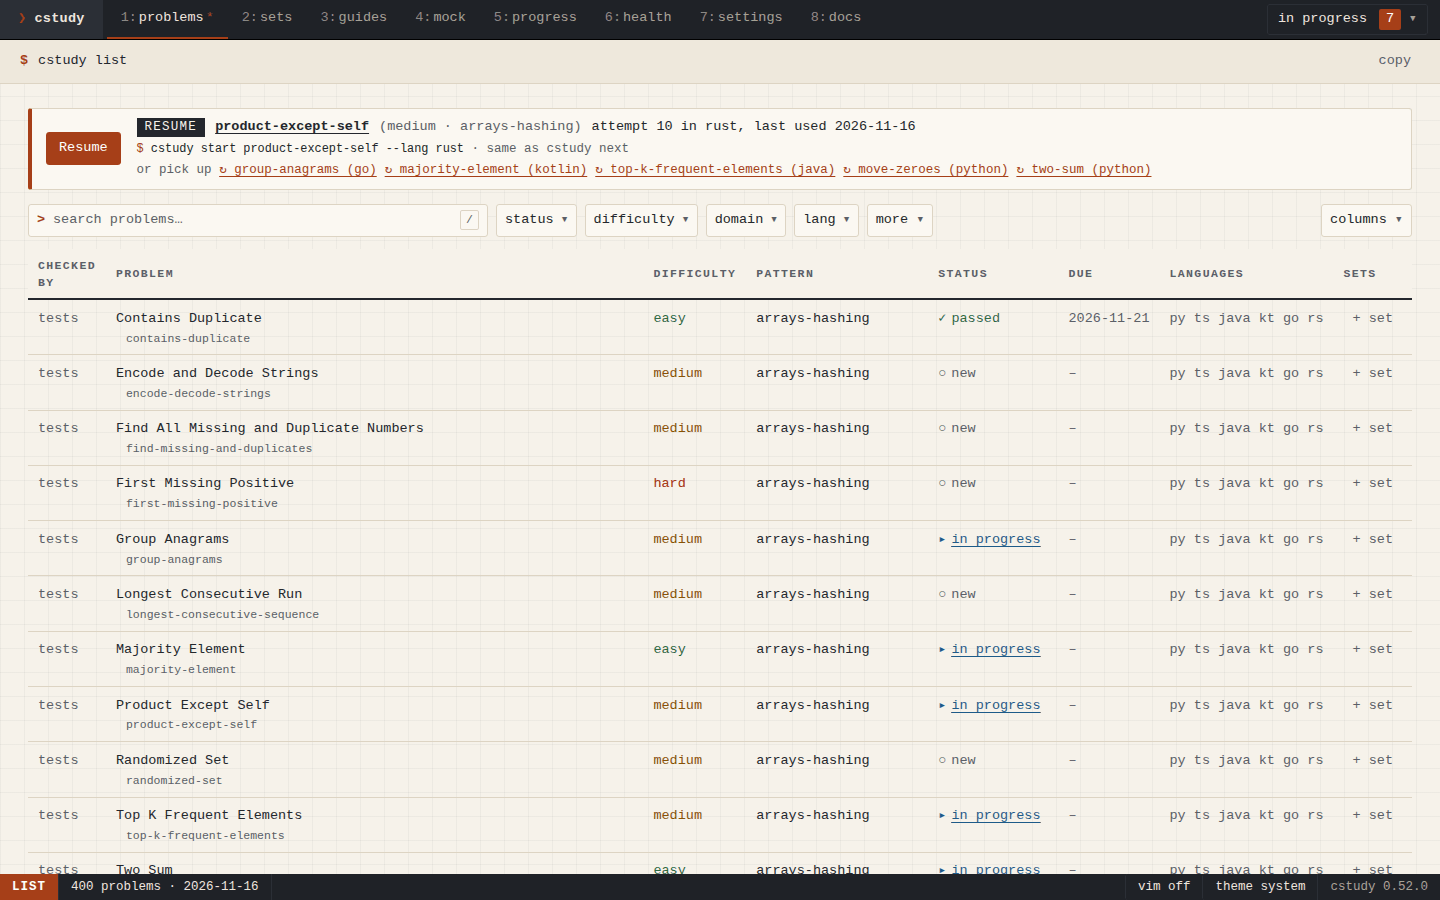 ❯ cstudy 1:problems* 2:sets 3:guides 4:mock 5:progress 6:health 7:settings 8:docs in progress 7 ▼
$ cstudy list copy
Resume
RESUME product-except-self (medium · arrays-hashing) attempt 10 in rust, last used 2026-11-16
$ cstudy start product-except-self --lang rust · same as cstudy next
or pick up ↻ group-anagrams (go) ↻ majority-element (kotlin) ↻ top-k-frequent-elements (java) ↻ move-zeroes (python) ↻ two-sum (python)
> search problems… / status ▼ difficulty ▼ domain ▼ lang ▼ more ▼ columns ▼
CHECKED BY PROBLEM DIFFICULTY PATTERN STATUS DUE LANGUAGES SETS
tests Contains Duplicate easy arrays-hashing ✓ passed 2026-11-21 py ts java kt go rs + set
contains-duplicate
tests Encode and Decode Strings medium arrays-hashing ○ new – py ts java kt go rs + set
encode-decode-strings
tests Find All Missing and Duplicate Numbers medium arrays-hashing ○ new – py ts java kt go rs + set
find-missing-and-duplicates
tests First Missing Positive hard arrays-hashing ○ new – py ts java kt go rs + set
first-missing-positive
tests Group Anagrams medium arrays-hashing ▸ in progress – py ts java kt go rs + set
group-anagrams
tests Longest Consecutive Run medium arrays-hashing ○ new – py ts java kt go rs + set
longest-consecutive-sequence
tests Majority Element easy arrays-hashing ▸ in progress – py ts java kt go rs + set
majority-element
tests Product Except Self medium arrays-hashing ▸ in progress – py ts java kt go rs + set
product-except-self
tests Randomized Set medium arrays-hashing ○ new – py ts java kt go rs + set
randomized-set
tests Top K Frequent Elements medium arrays-hashing ▸ in progress – py ts java kt go rs + set
top-k-frequent-elements
tests Two Sum easy arrays-hashing ▸ in progress – py ts java kt go rs + set
LIST 400 problems · 2026-11-16 vim off theme system cstudy 0.52.0